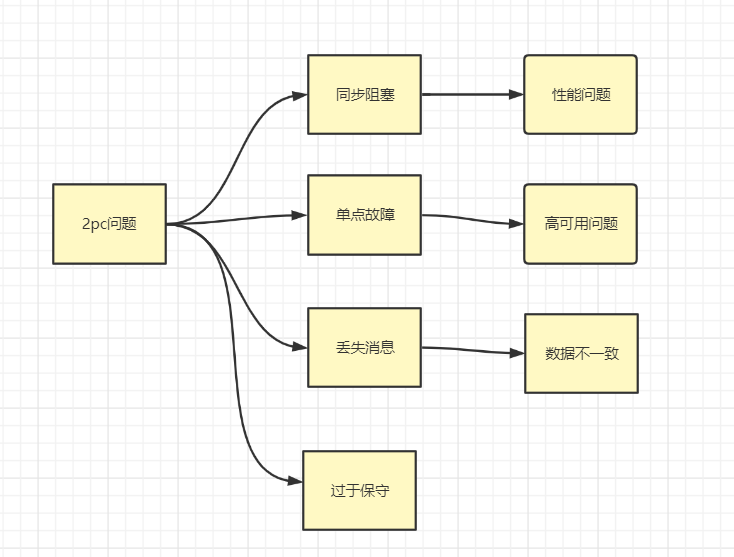 2pc问题
同步阻塞
性能问题
单点故障
高可用问题
丢失消息
数据不一致
过于保守